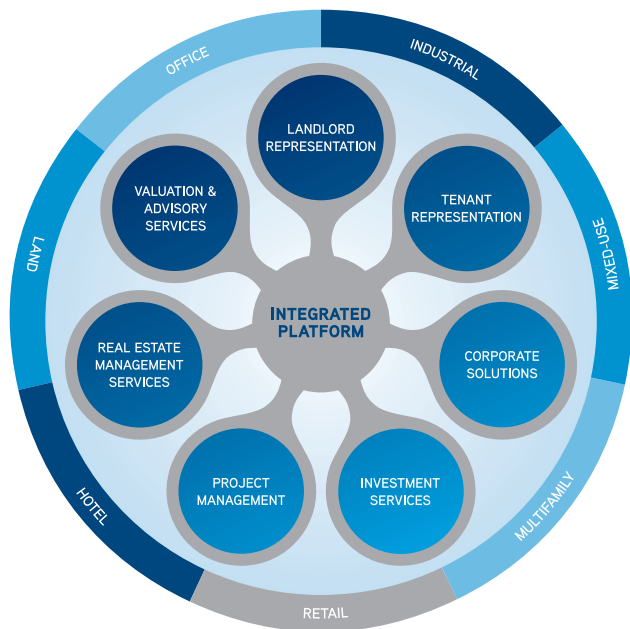 OFFICE
INDUSTRIAL
LANDLORD
REPRESENTATION
VALUATION &
ADVISORY
SERVICES
TENANT
REPRESENTATION
LAND
MIXED-USE
INTEGRATED
PLATFORM
REAL ESTATE
MANAGEMENT
SERVICES
CORPORATE
SOLUTIONS
PROJECT
MANAGEMENT
INVESTMENT
SERVICES
HOTEL
MULTIFAMILY
RETAIL